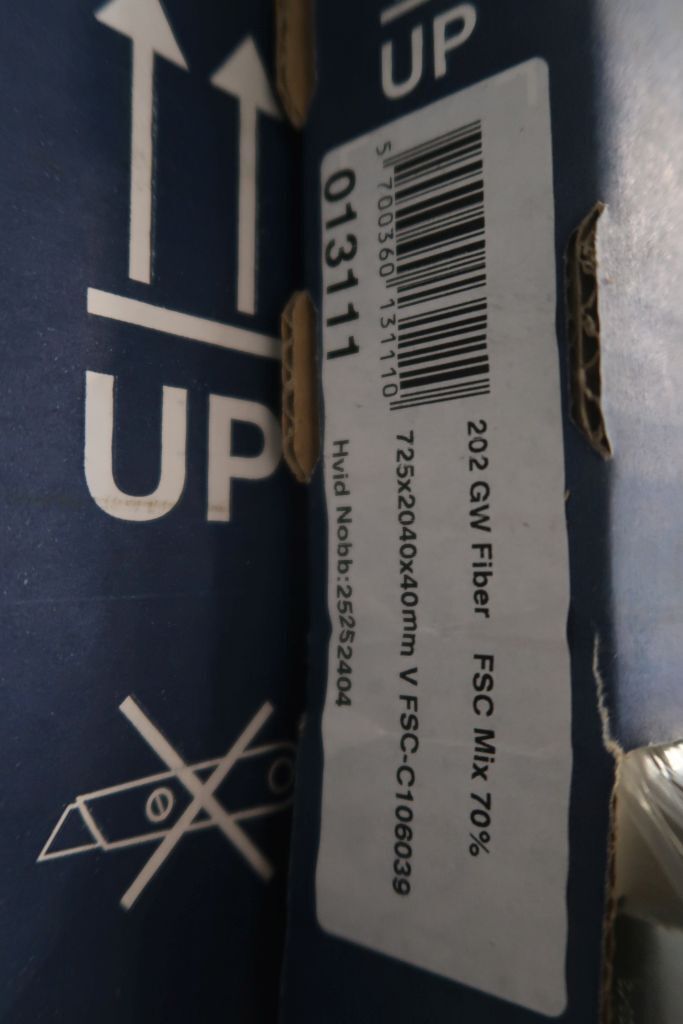 UP
UP
5 700360 131110
013111
202 GW Fiber FSC Mix 70%
725x2040x40mm V FSC-C106039
Hvid Nobb:25252404